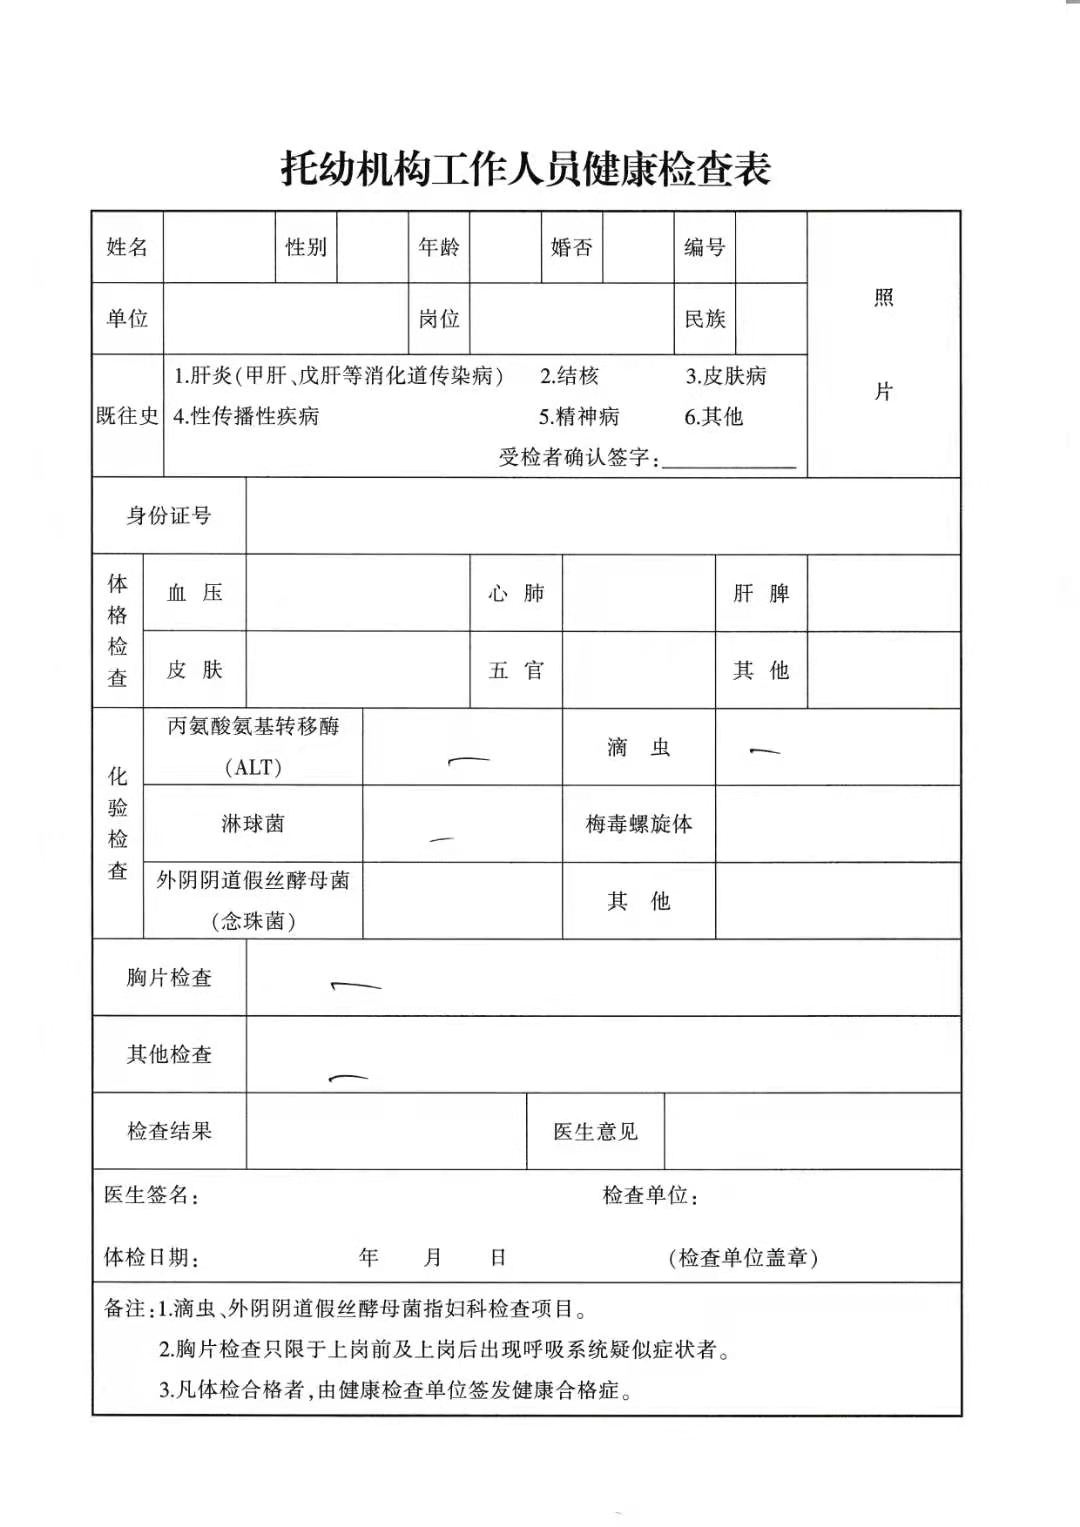 托幼机构工作人员健康检查表
姓名 性别 年龄 婚否 编号
照片
单位 岗位 民族
既往史
1.肝炎(甲肝、戊肝等消化道传染病) 2.结核 3.皮肤病
4.性传播性疾病 5.精神病 6.其他
受检者确认签字:
身份证号
体格检查
血 压 心 肺 肝 脾
皮 肤 五 官 其 他
化验检查
丙氨酸氨基转移酶
(ALT) 一 滴 虫 一
淋球菌 一 梅毒螺旋体
外阴阴道假丝酵母菌
(念珠菌) 其 他
胸片检查 一
其他检查 一
检查结果 医生意见
医生签名: 检查单位:
体检日期: 年 月 日 (检查单位盖章)
备注:1.滴虫、外阴阴道假丝酵母菌指妇科检查项目。
2.胸片检查只限于上岗前及上岗后出现呼吸系统疑似症状者。
3.凡体检合格者,由健康检查单位签发健康合格症。